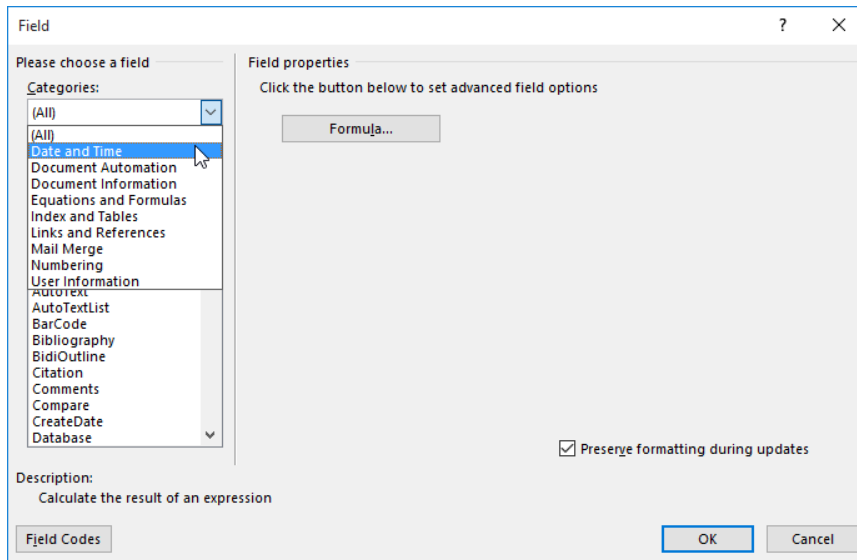 Field
?
Please choose a field
Categories:
(All)
(All)
Date and Time
Document Automation
Document Information
Equations and Formulas
Index and Tables
Links and References
Mail Merge
Numbering
User Information
AutoText
AutoTextList
BarCode
Bibliography
BidiOutline
Citation
Comments
Compare
CreateDate
Database
Field properties
Click the button below to set advanced field options
Formula...
Preserve formatting during updates
Description:
Calculate the result of an expression
Field Codes
OK
Cancel